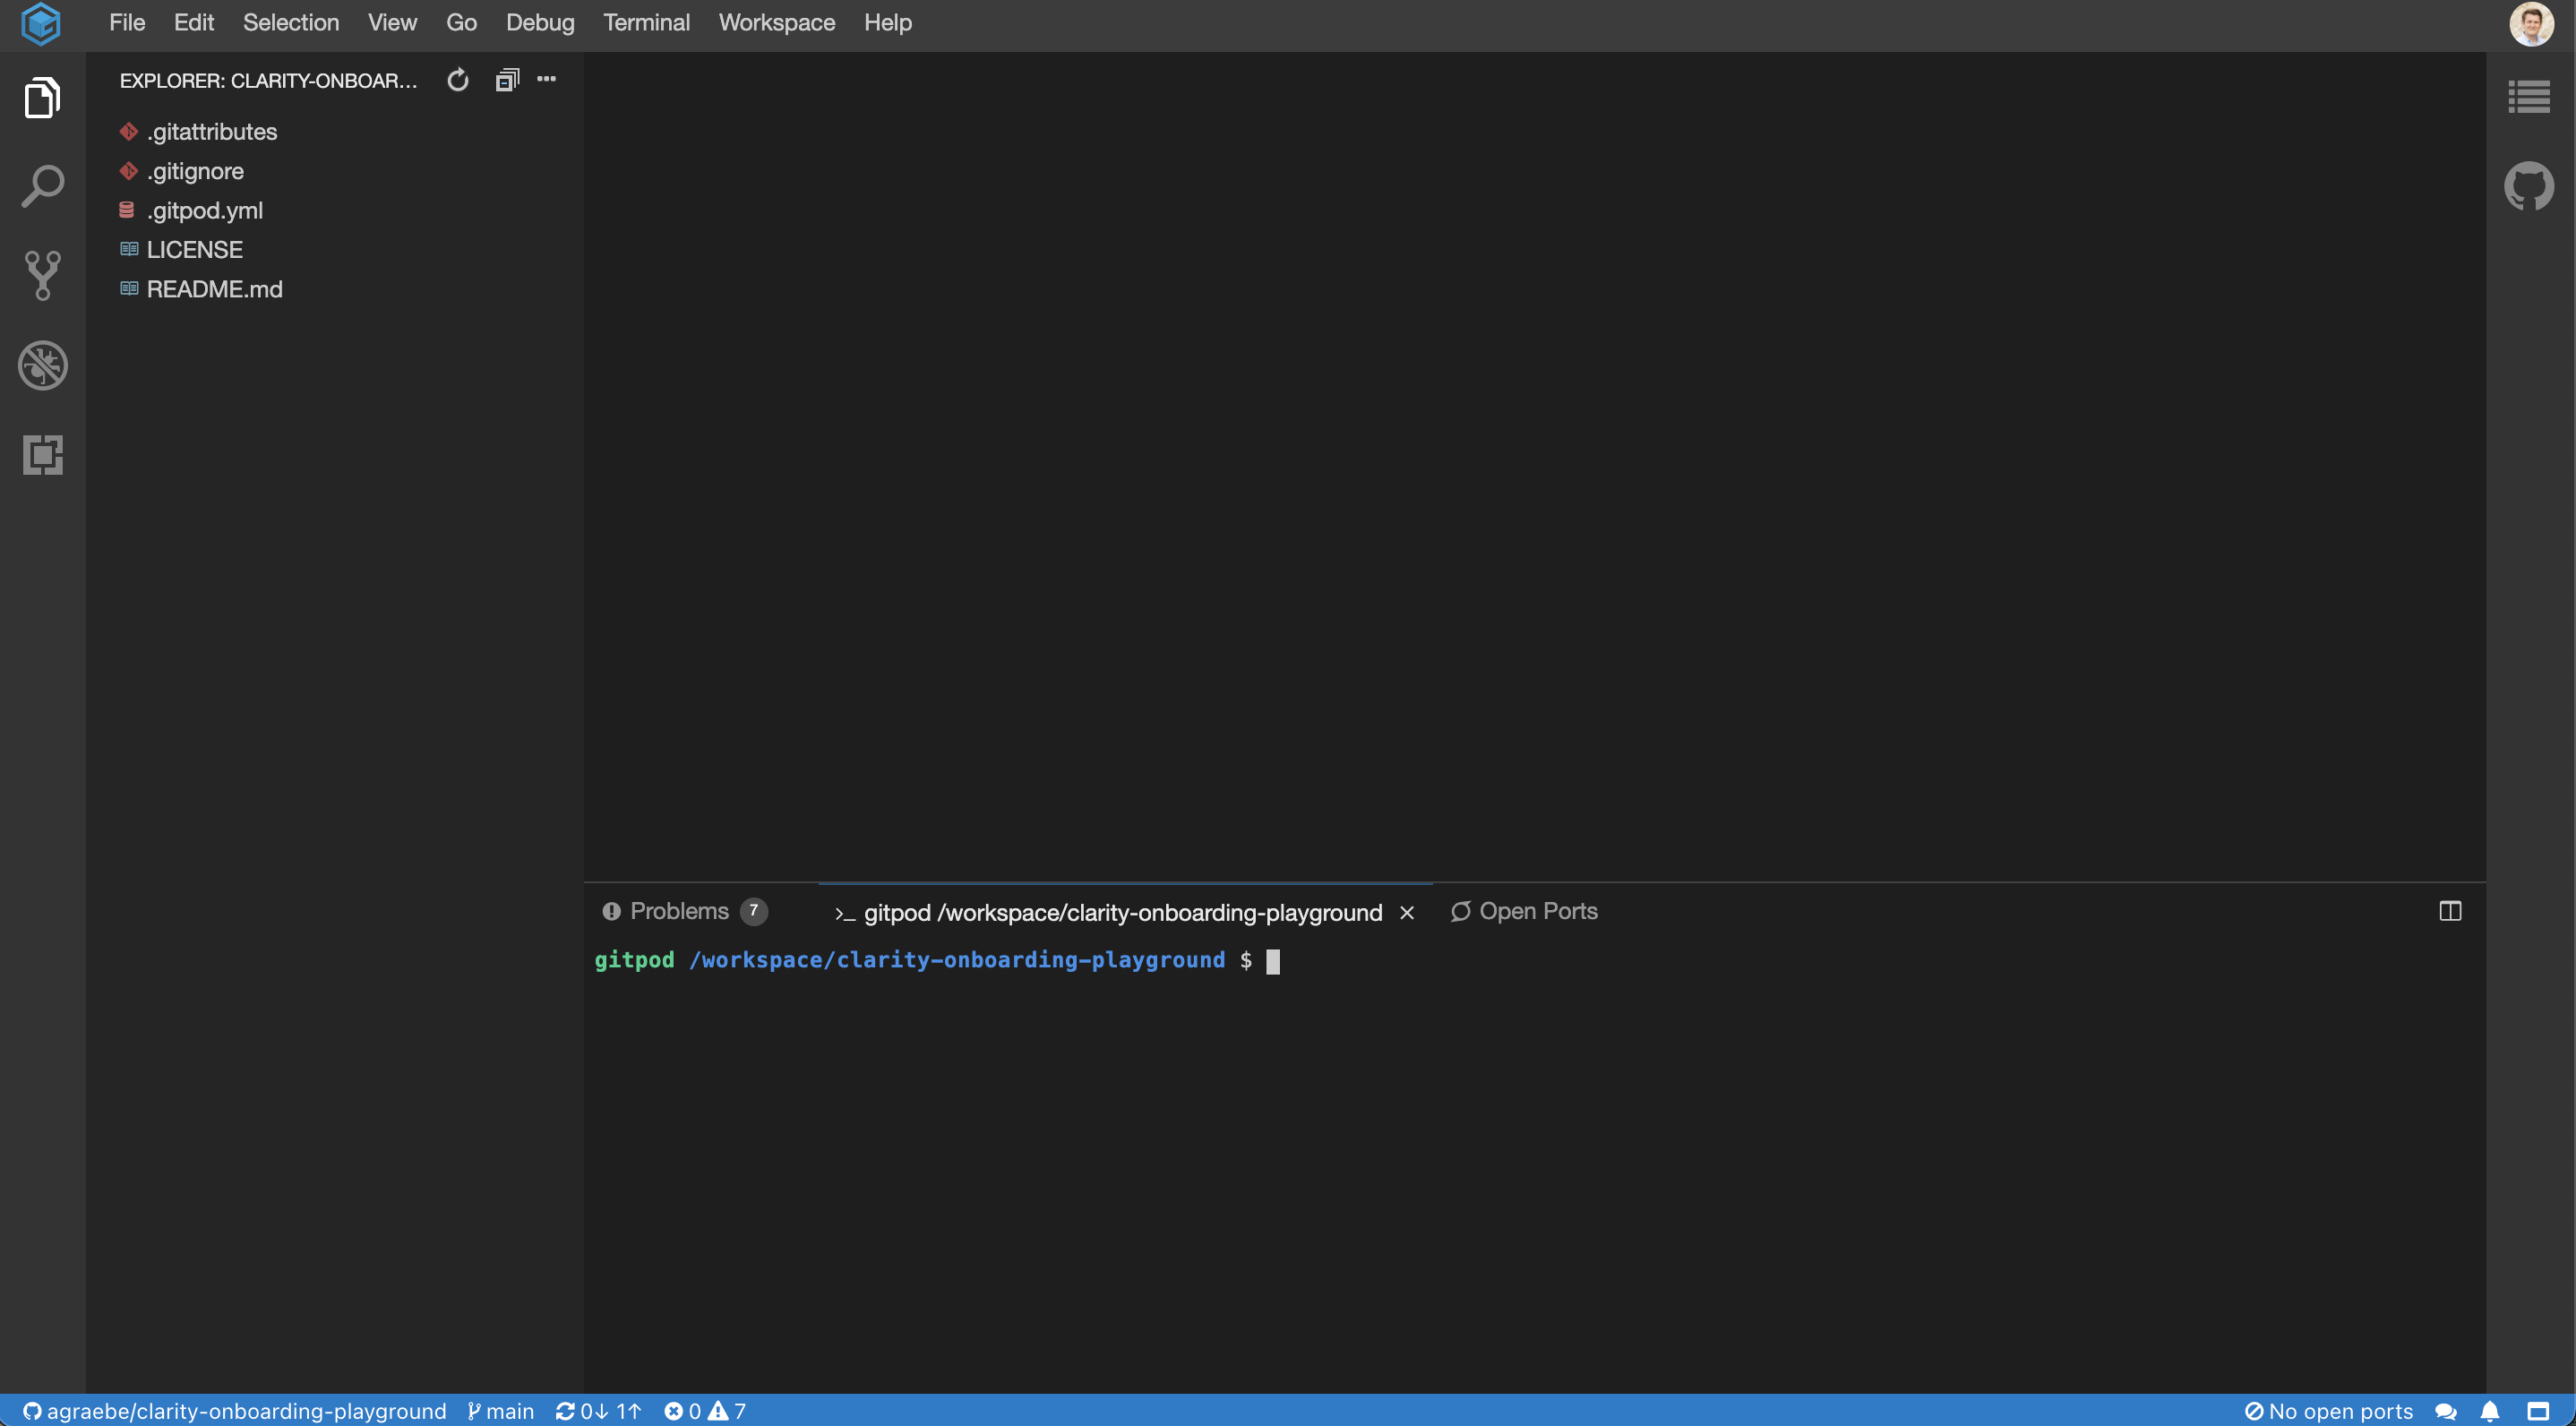 File Edit Selection View Go Debug Terminal Workspace Help
EXPLORER: CLARITY-ONBOAR...
.gitattributes
.gitignore
.gitpod.yml
LICENSE
README.md
Problems 7 >_ gitpod /workspace/clarity-onboarding-playground × Open Ports
gitpod /workspace/clarity-onboarding-playground $
agraebe/clarity-onboarding-playground main 0↓ 1↑ 0 7 No open ports